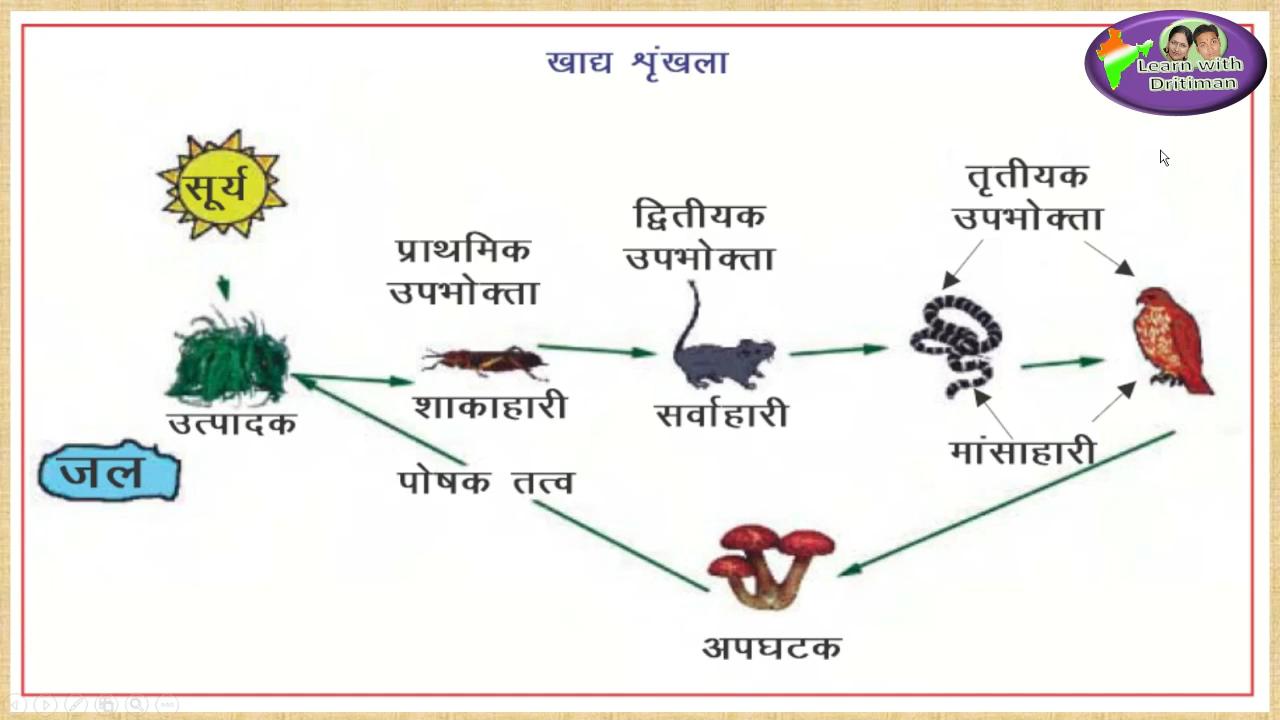 खाद्य शृंखला
Learn with
Dritiman
सूर्य
तृतीयक
उपभोक्ता
द्वितीयक
उपभोक्ता
प्राथमिक
उपभोक्ता
उत्पादक
शाकाहारी
सर्वाहारी
मांसाहारी
जल
पोषक तत्व
अपघटक